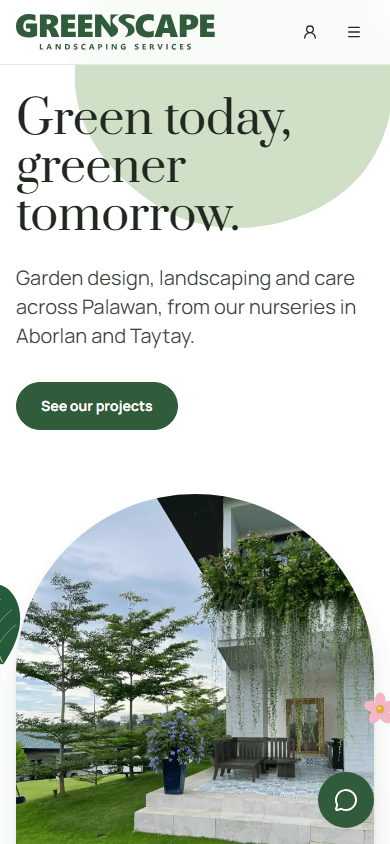 GREENSCAPE
LANDSCAPING SERVICES
Green today,
greener
tomorrow.
Garden design, landscaping and care
across Palawan, from our nurseries in
Aborlan and Taytay.
See our projects